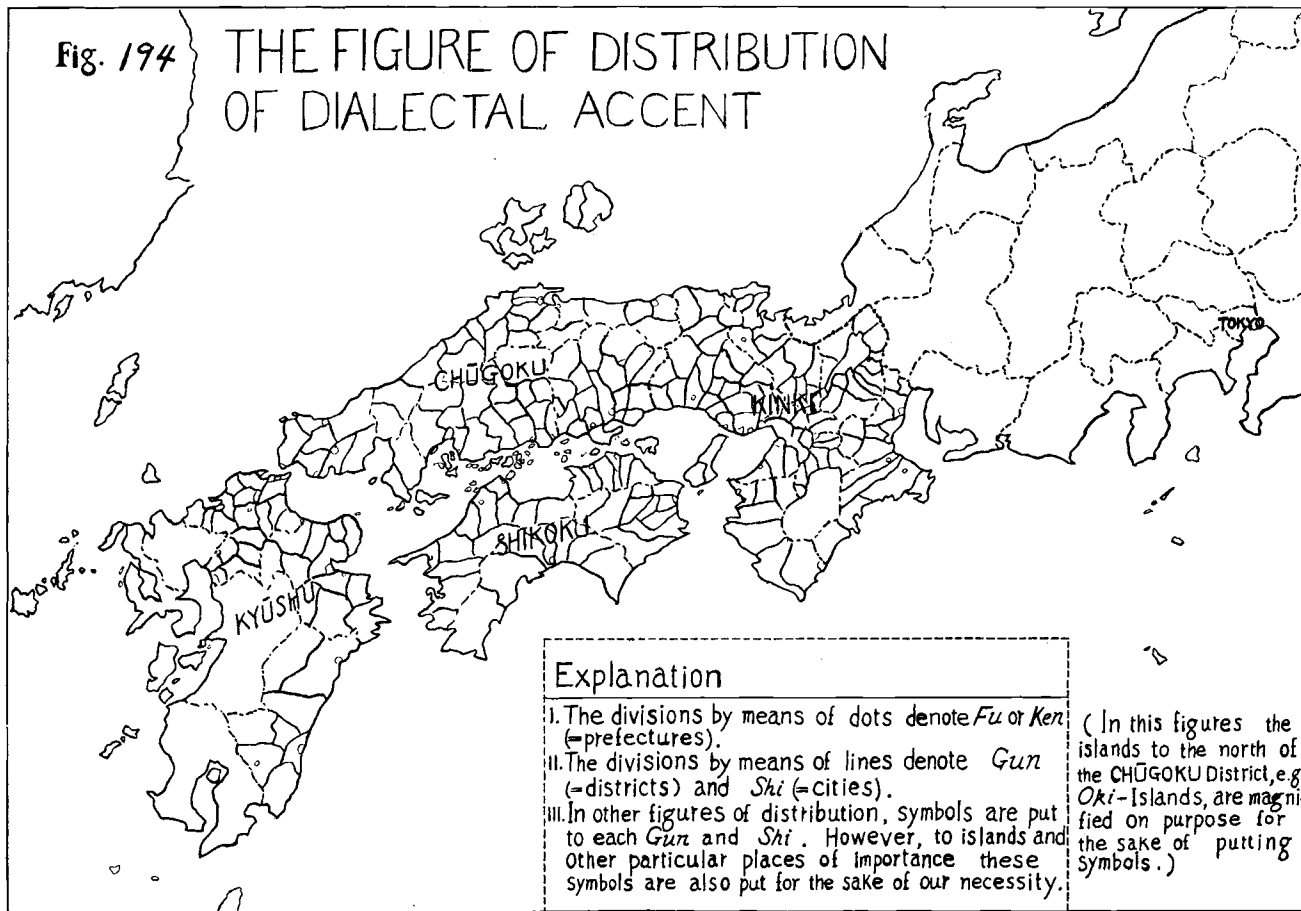 Fig. 194
THE FIGURE OF DISTRIBUTION
OF DIALECTAL ACCENT
TOKYO
CHŪGOKU
KINKI
SHIKOKU
KYŪSHU
Explanation
I. The divisions by means of dots denote Fu or Ken
(=prefectures).
II. The divisions by means of lines denote Gun
(=districts) and Shi (=cities).
III. In other figures of distribution, symbols are put
to each Gun and Shi. However, to islands and
other particular places of importance these
symbols are also put for the sake of our necessity.
(In this figures the
islands to the north of
the CHŪGOKU District, e.g.
Oki-Islands, are magni-
fied on purpose for
the sake of putting
symbols.)